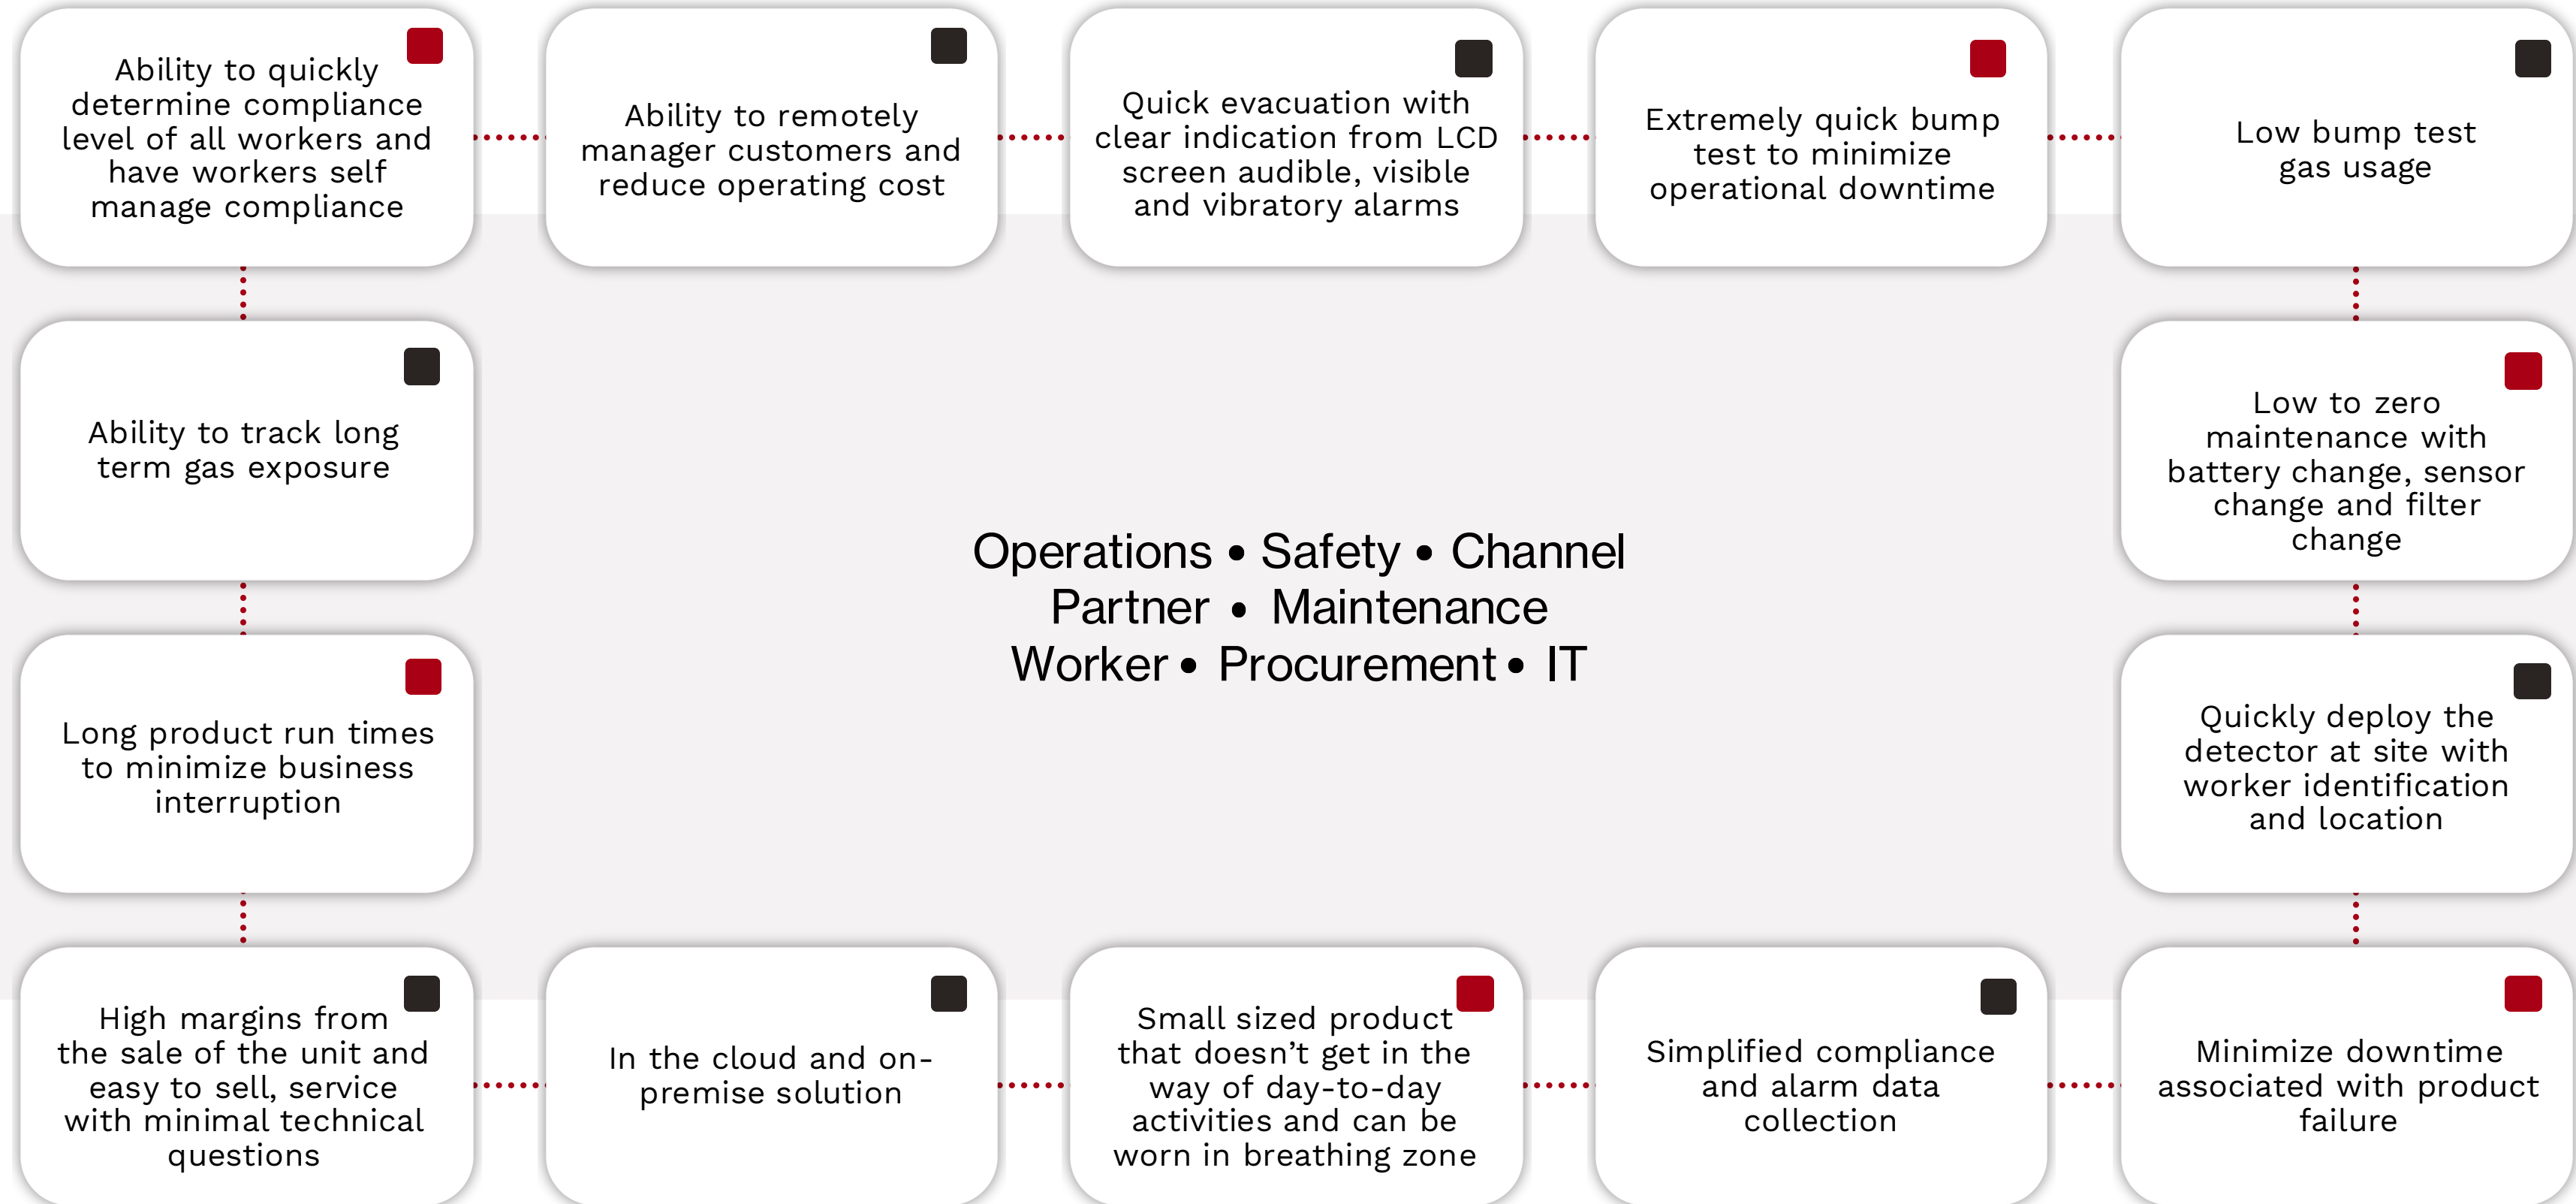 Ability to quickly
determine compliance
level of all workers and
have workers self
manage compliance
Ability to remotely
manager customers and
reduce operating cost
Quick evacuation with
clear indication from LCD
screen audible, visible
and vibratory alarms
Extremely quick bump
test to minimize
operational downtime
Low bump test
gas usage
Ability to track long
term gas exposure
Low to zero
maintenance with
battery change, sensor
change and filter
change
Operations • Safety • Channel
Partner • Maintenance
Worker • Procurement • IT
Long product run times
to minimize business
interruption
Quickly deploy the
detector at site with
worker identification
and location
High margins from
the sale of the unit and
easy to sell, service
with minimal technical
questions
In the cloud and on-
premise solution
Small sized product
that doesn’t get in the
way of day-to-day
activities and can be
worn in breathing zone
Simplified compliance
and alarm data
collection
Minimize downtime
associated with product
failure